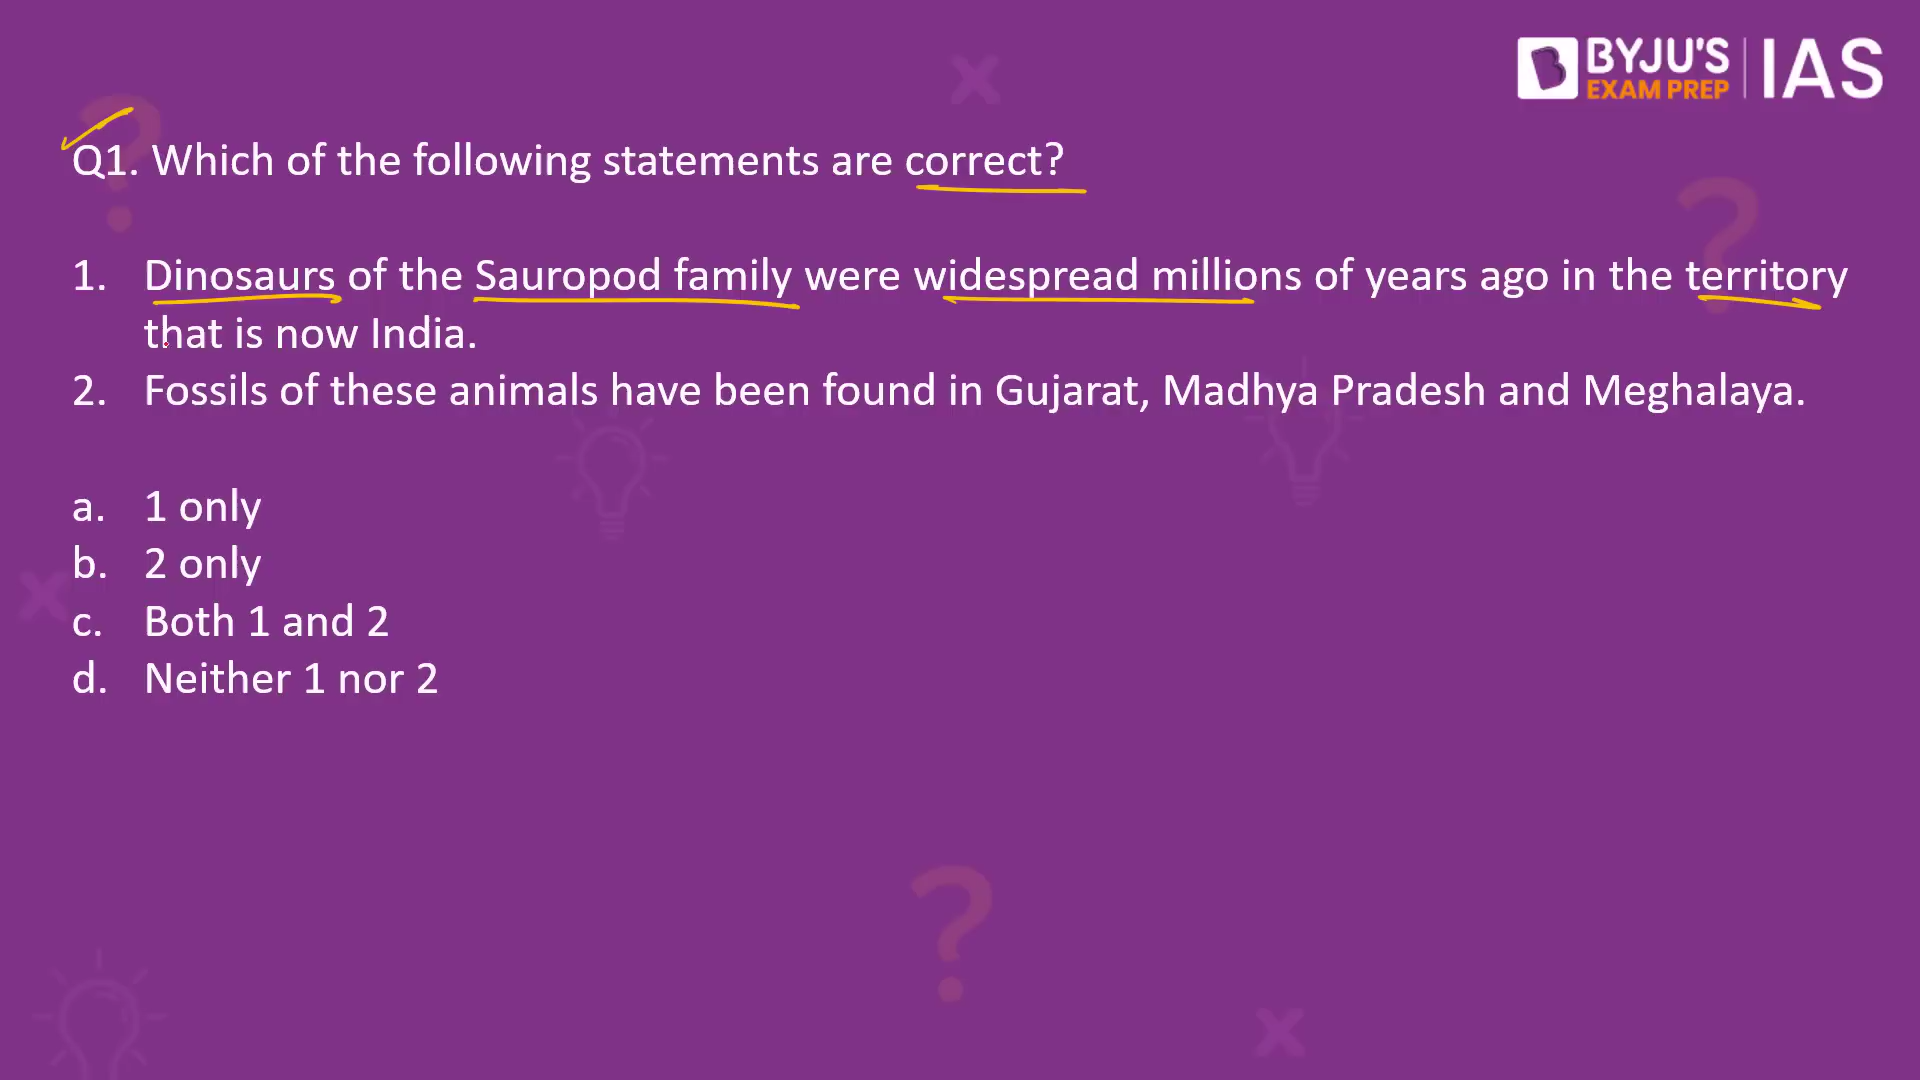 BYJU'S
EXAM PREP
IAS
Q1. Which of the following statements are correct?
1. Dinosaurs of the Sauropod family were widespread millions of years ago in the territory
that is now India.
2. Fossils of these animals have been found in Gujarat, Madhya Pradesh and Meghalaya.
a. 1 only
b. 2 only
c. Both 1 and 2
d. Neither 1 nor 2